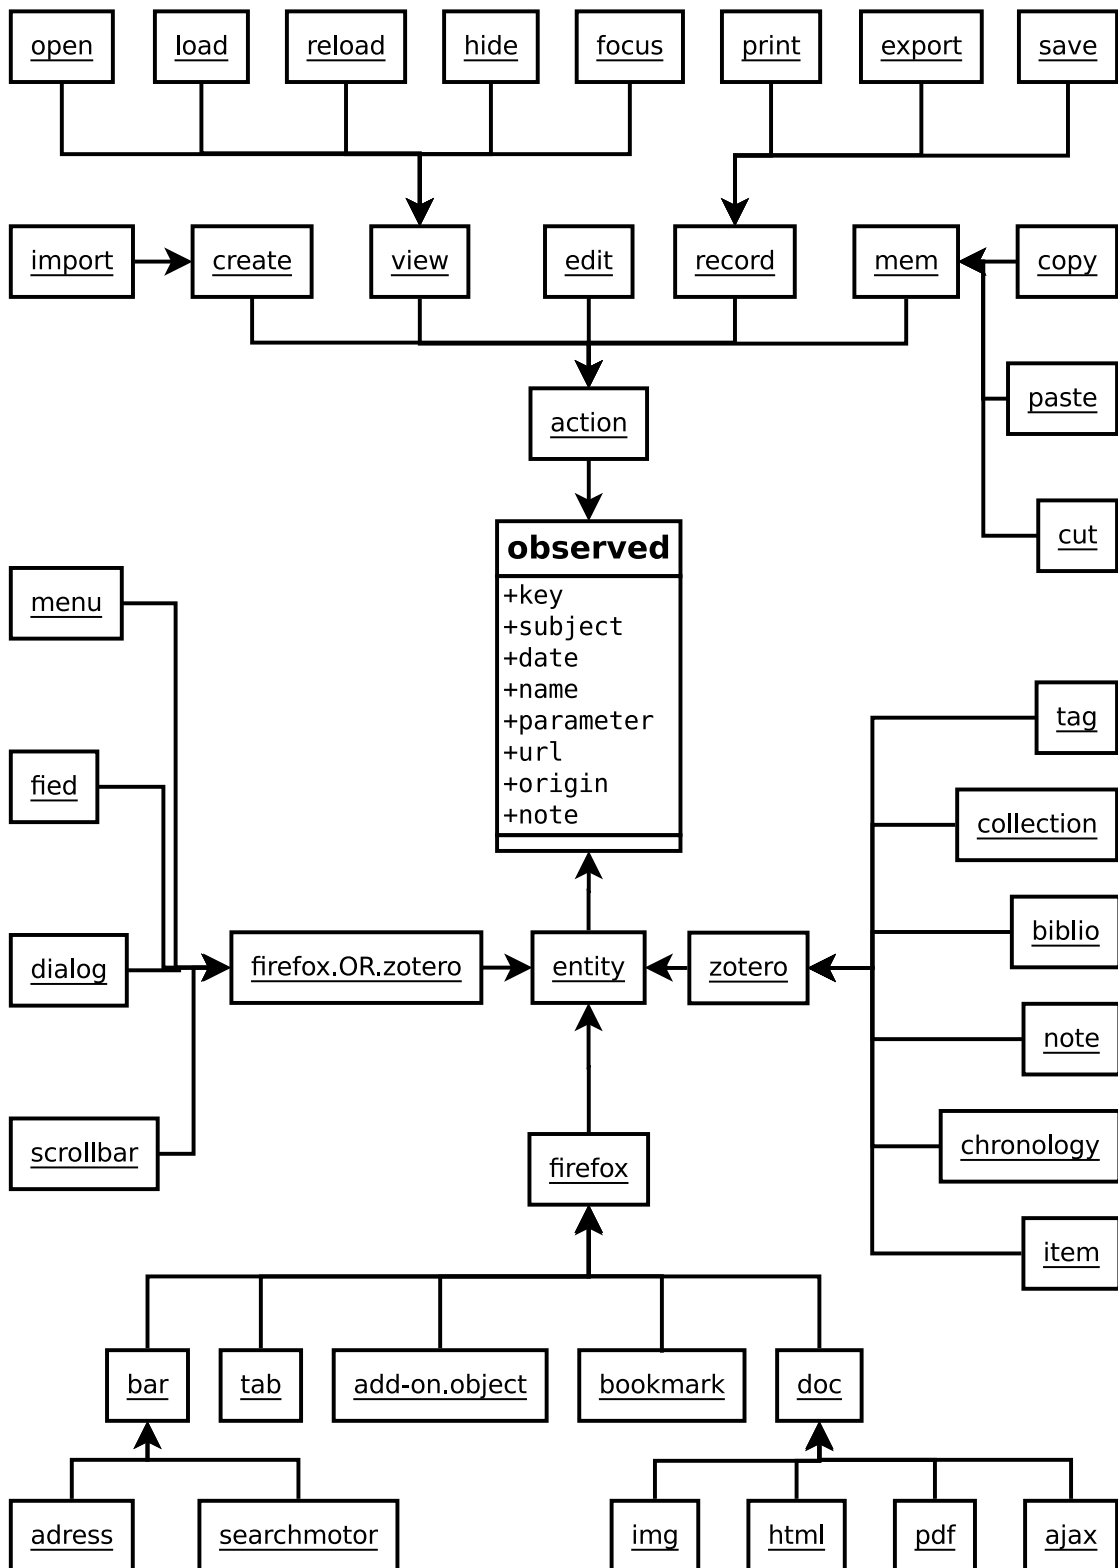 open
load
reload
hide
focus
print
export
save
import
create
view
edit
record
mem
copy
paste
action
cut
observed
+key
+subject
+date
+name
+parameter
+url
+origin
+note
menu
fied
dialog
scrollbar
firefox.OR.zotero
entity
zotero
tag
collection
biblio
note
chronology
item
firefox
bar
tab
add-on.object
bookmark
doc
adress
searchmotor
img
html
pdf
ajax